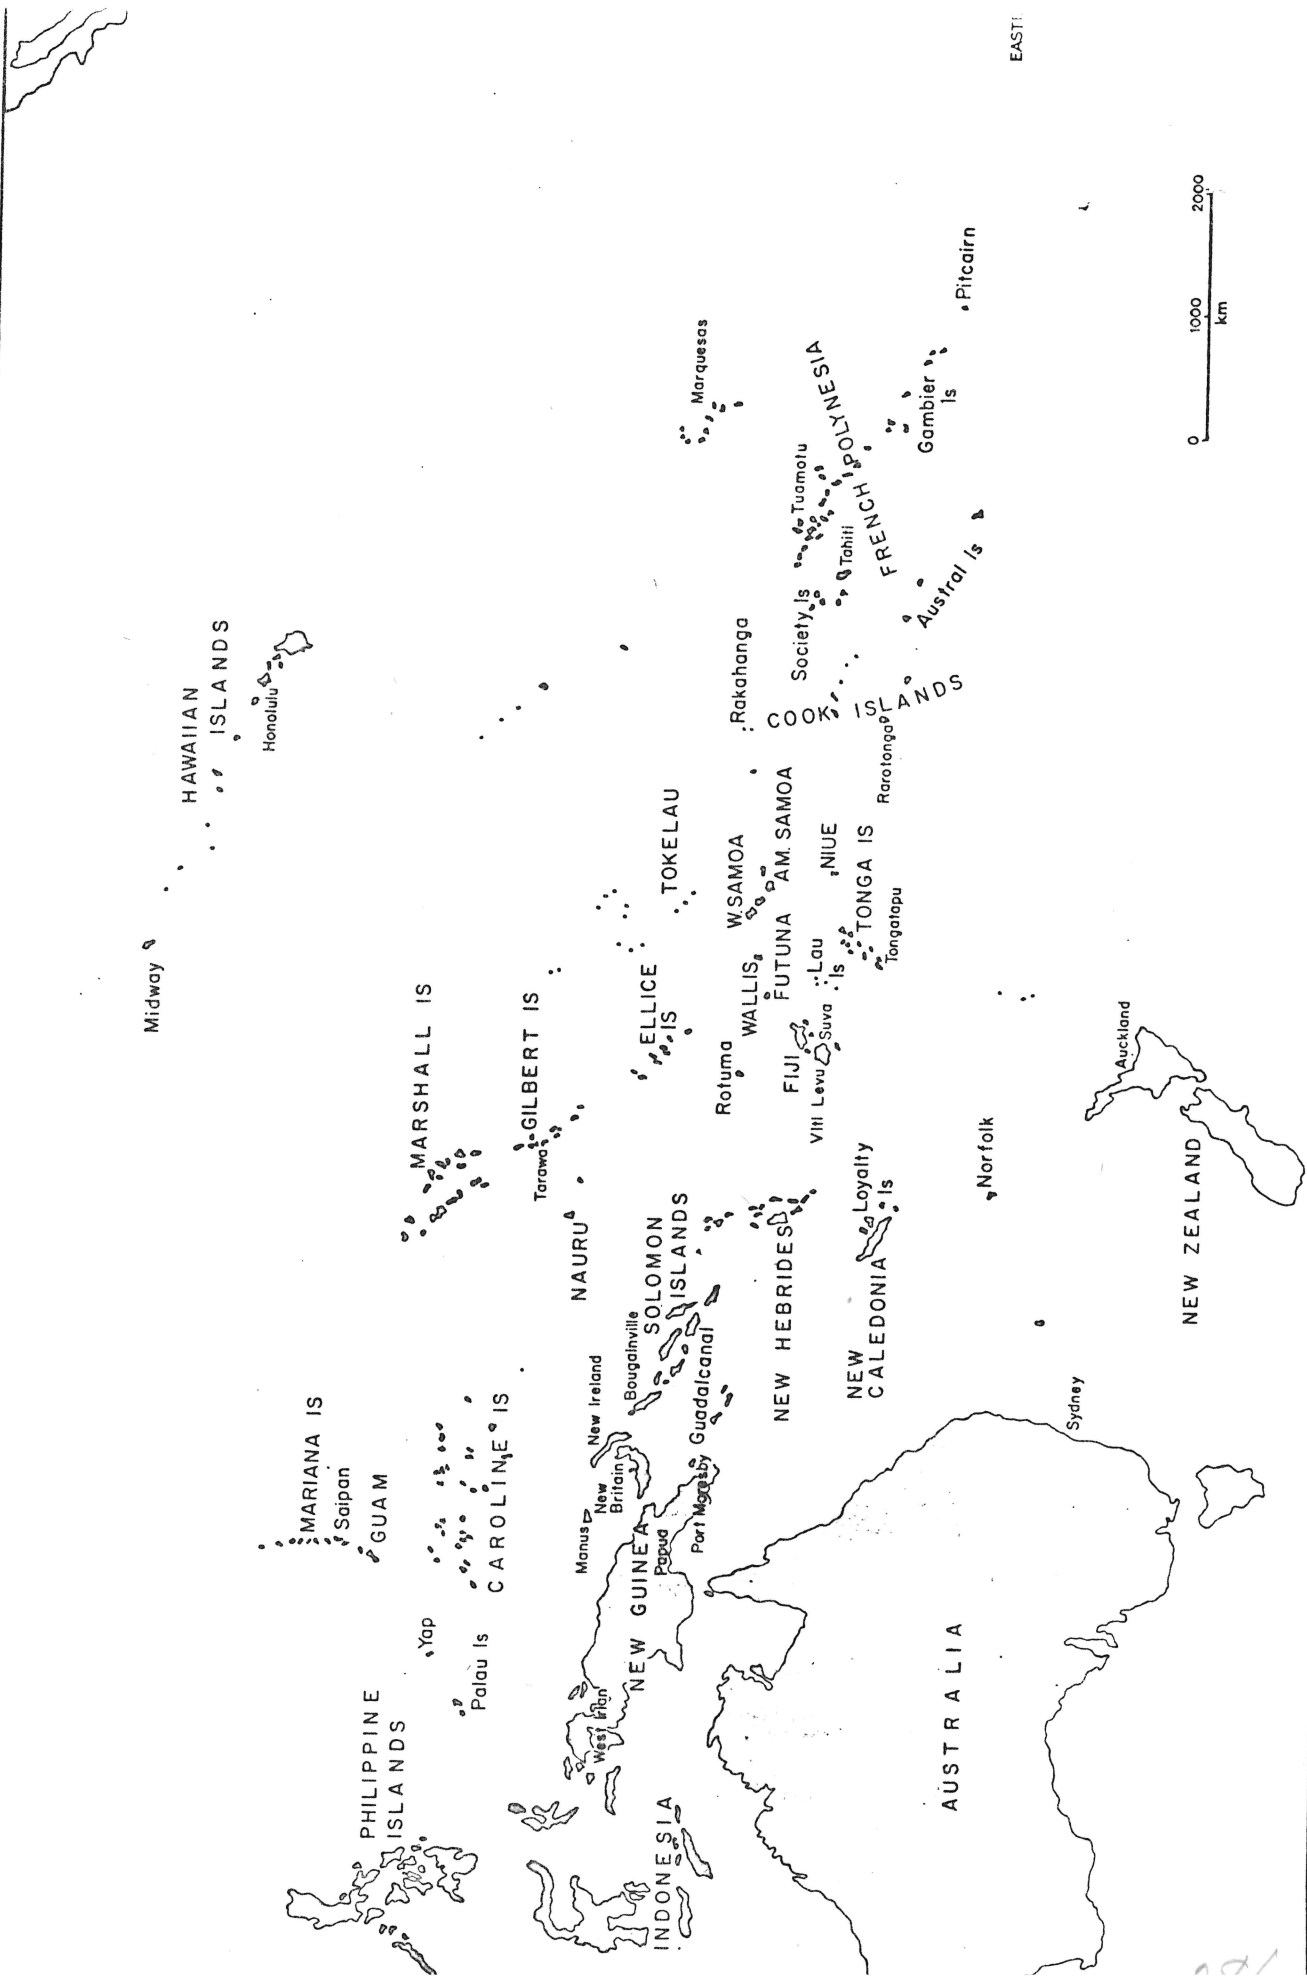 Midway
HAWAIIAN
ISLANDS
Honolulu
PHILIPPINE
ISLANDS
MARIANA IS
Saipan
GUAM
Yap
Palau Is
CAROLINE IS
MARSHALL IS
GILBERT IS
Tarawa
NAURU
INDONESIA
West Irian
NEW GUINEA
Papua
Manus
New
Britain
New Ireland
Bougainville
SOLOMON
ISLANDS
Port Moresby
Guadalcanal
ELLICE
IS
TOKELAU
Rotuma
WALLIS
FUTUNA
W.SAMOA
AM. SAMOA
Rakahanga
Marquesas
NEW HEBRIDES
FIJI
Viti Levu
Suva
Lau
Is
NIUE
TONGA IS
Tongatapu
COOK ISLANDS
Rarotonga
Society Is
Tahiti
Tuamotu
FRENCH POLYNESIA
Austral Is
Gambier
Is
Pitcairn
EAST
NEW
CALEDONIA
Loyalty
Is
Norfolk
AUSTRALIA
Sydney
NEW ZEALAND
Auckland
0 1000 2000
km